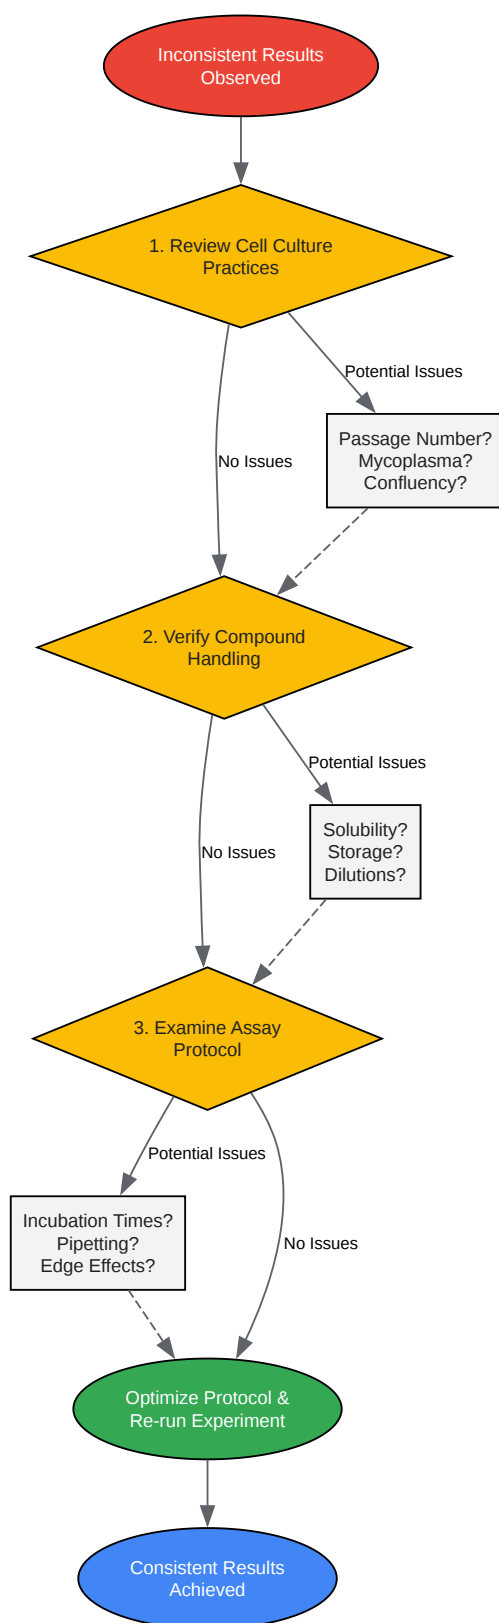 Inconsistent Results
Observed
1. Review Cell Culture
Practices
Potential Issues
Passage Number?
Mycoplasma?
Confluency?
No Issues
2. Verify Compound
Handling
Potential Issues
Solubility?
Storage?
Dilutions?
No Issues
3. Examine Assay
Protocol
Potential Issues
Incubation Times?
Pipetting?
Edge Effects?
No Issues
Optimize Protocol &
Re-run Experiment
Consistent Results
Achieved